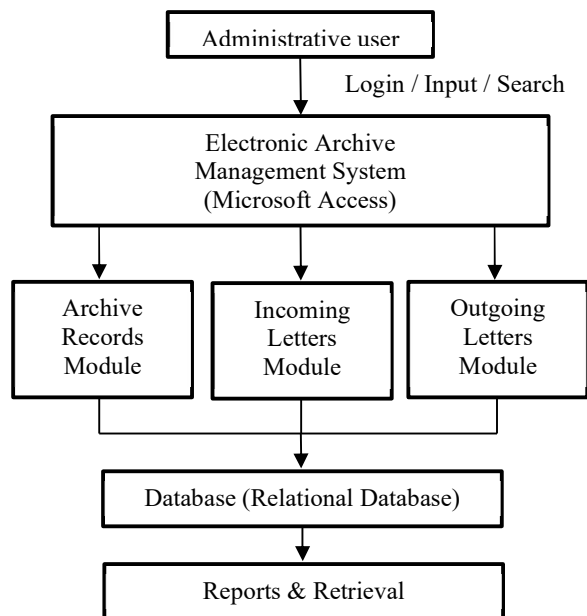 Administrative user
Login / Input / Search
Electronic Archive
Management System
(Microsoft Access)
Archive
Records
Module
Incoming
Letters
Module
Outgoing
Letters
Module
Database (Relational Database)
Reports & Retrieval